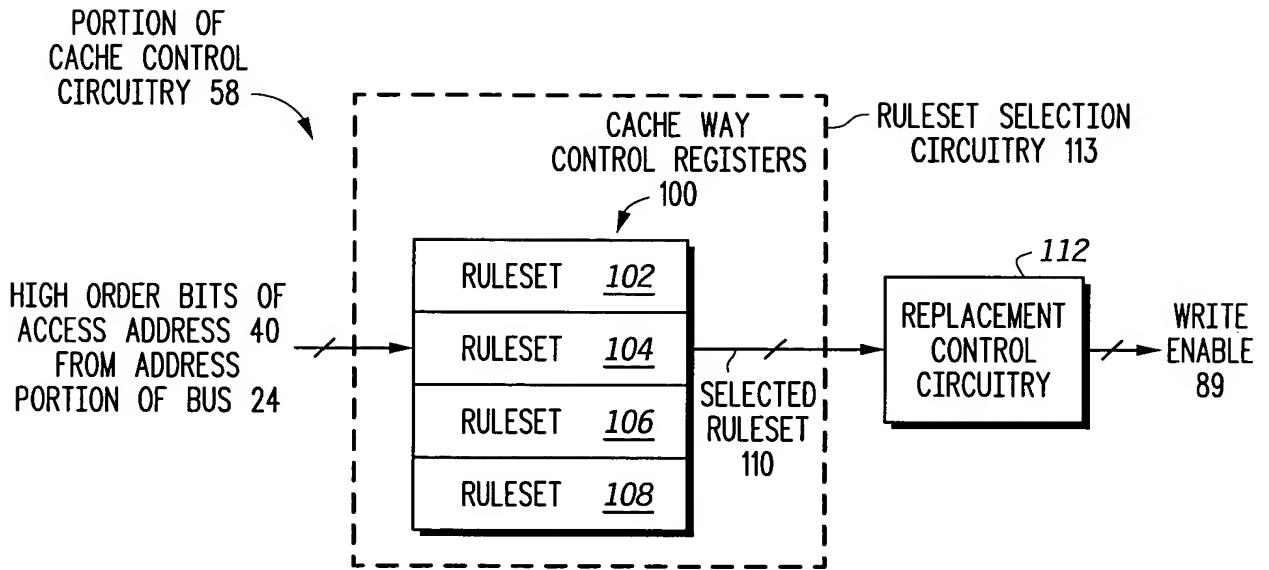 PORTION OF
CACHE CONTROL
CIRCUITRY 58
CACHE WAY
CONTROL REGISTERS
100
RULESET SELECTION
CIRCUITRY 113
HIGH ORDER BITS OF
ACCESS ADDRESS 40
FROM ADDRESS
PORTION OF BUS 24
RULESET 102
RULESET 104
RULESET 106
RULESET 108
SELECTED
RULESET
110
112
REPLACEMENT
CONTROL
CIRCUITRY
WRITE
ENABLE
89